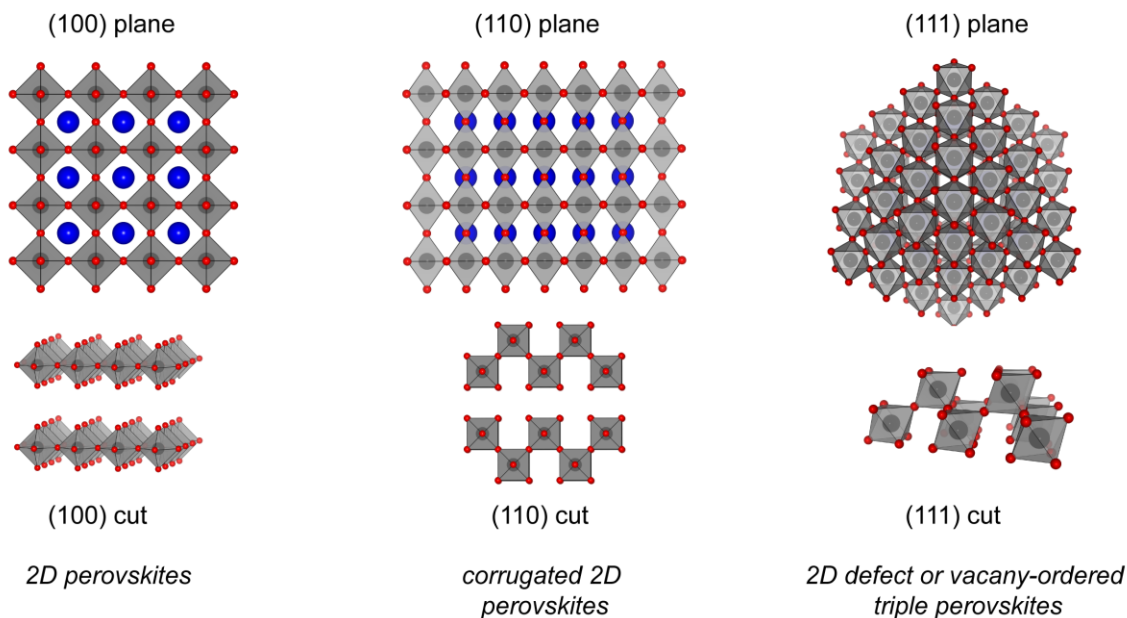 (100) plane
(110) plane
(111) plane
(100) cut
(110) cut
(111) cut
2D perovskites
corrugated 2D
perovskites
2D defect or vacany-ordered
triple perovskites